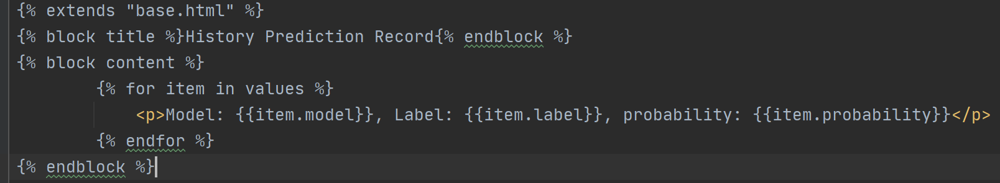 {% extends "base.html" %}
{% block title %}History Prediction Record{% endblock %}
{% block content %}
{% for item in values %}
<p>Model: {{item.model}}, Label: {{item.label}}, probability: {{item.probability}}</p>
{% endfor %}
{% endblock %}